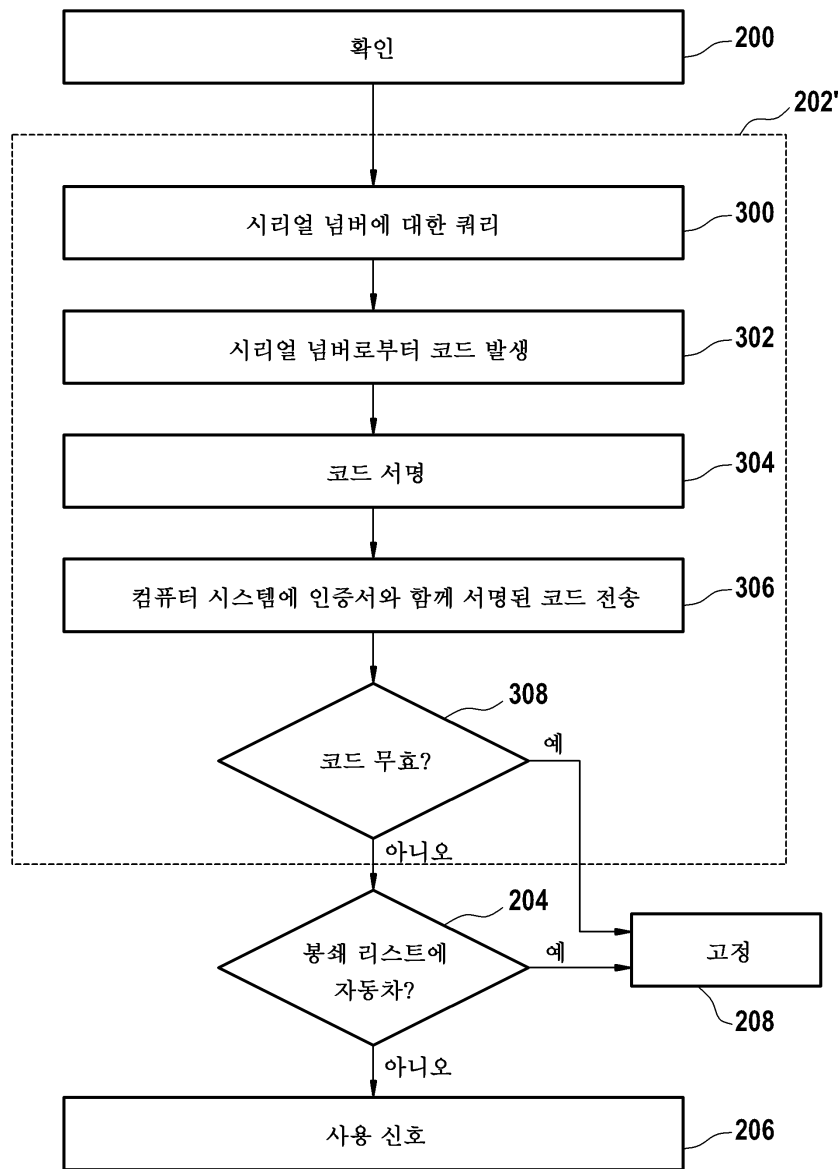 확인
200
202'
시리얼 넘버에 대한 쿼리
300
시리얼 넘버로부터 코드 발생
302
코드 서명
304
컴퓨터 시스템에 인증서와 함께 서명된 코드 전송
306
308
코드 무효?
예
아니오
204
봉쇄 리스트에
자동차?
예
고정
208
아니오
사용 신호
206